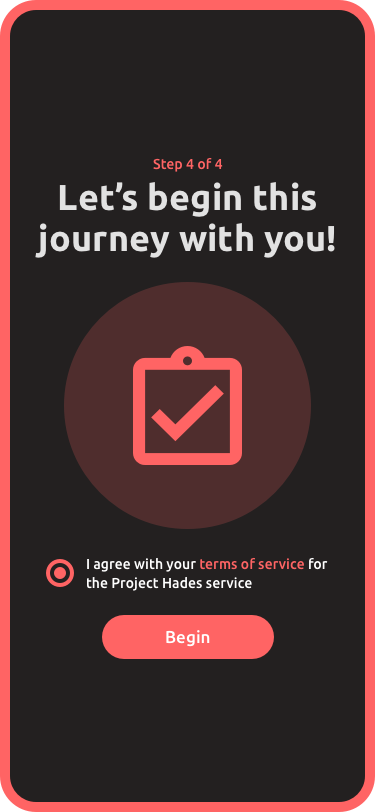 Step 4 of 4
Let’s begin this
journey with you!
I agree with your terms of service for
the Project Hades service
Begin